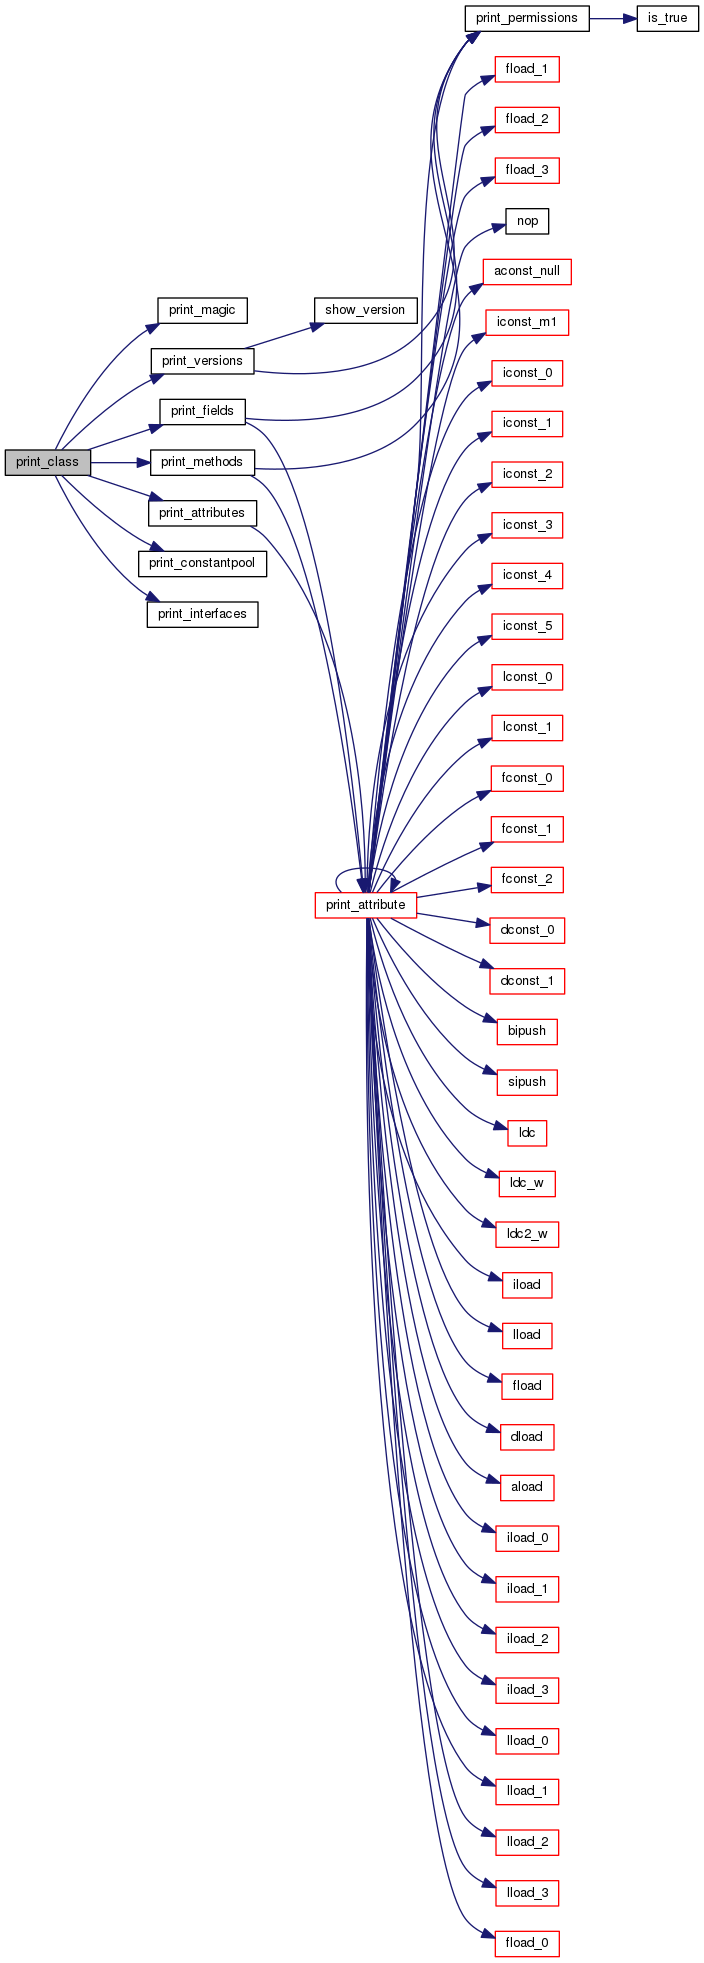 print_permissions
is_true
fload_1
fload_2
fload_3
nop
aconst_null
print_magic
show_version
iconst_m1
print_versions
iconst_0
print_fields
iconst_1
print_class
print_methods
iconst_2
print_attributes
iconst_3
print_constantpool
iconst_4
print_interfaces
iconst_5
lconst_0
lconst_1
fconst_0
fconst_1
fconst_2
print_attribute
dconst_0
dconst_1
bipush
sipush
ldc
ldc_w
ldc2_w
iload
lload
fload
dload
aload
iload_0
iload_1
iload_2
iload_3
lload_0
lload_1
lload_2
lload_3
fload_0